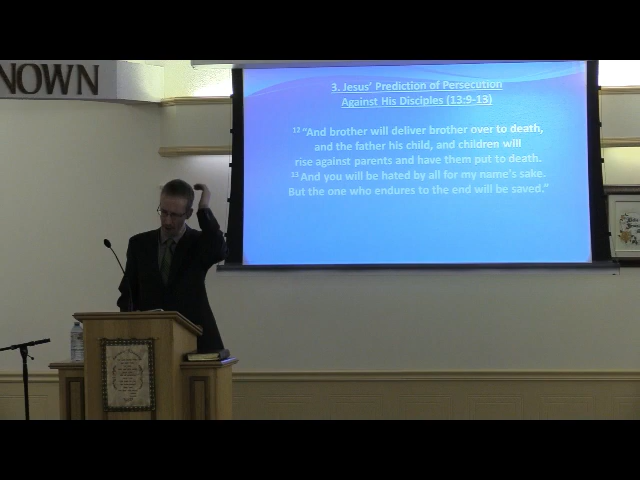 NOWN
3. Jesus' Prediction of Persecution
Against His Disciples (13:9-13)
12 "And brother will deliver brother over to death,
and the father his child, and children will
rise against parents and have them put to death.
13 And you will be hated by all for my name's sake.
But the one who endures to the end will be saved."